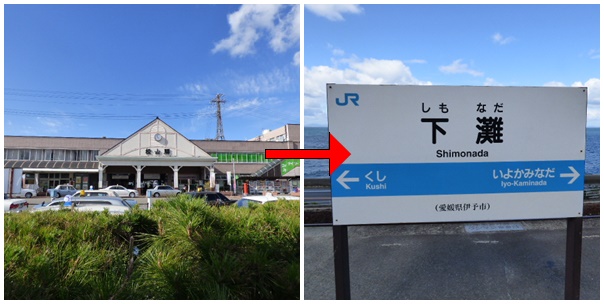 松山駅
JR
しもなだ
下灘
Shimonada
くし
Kushi
いよかみなだ
Iyo-Kaminada
(愛媛県伊予市)